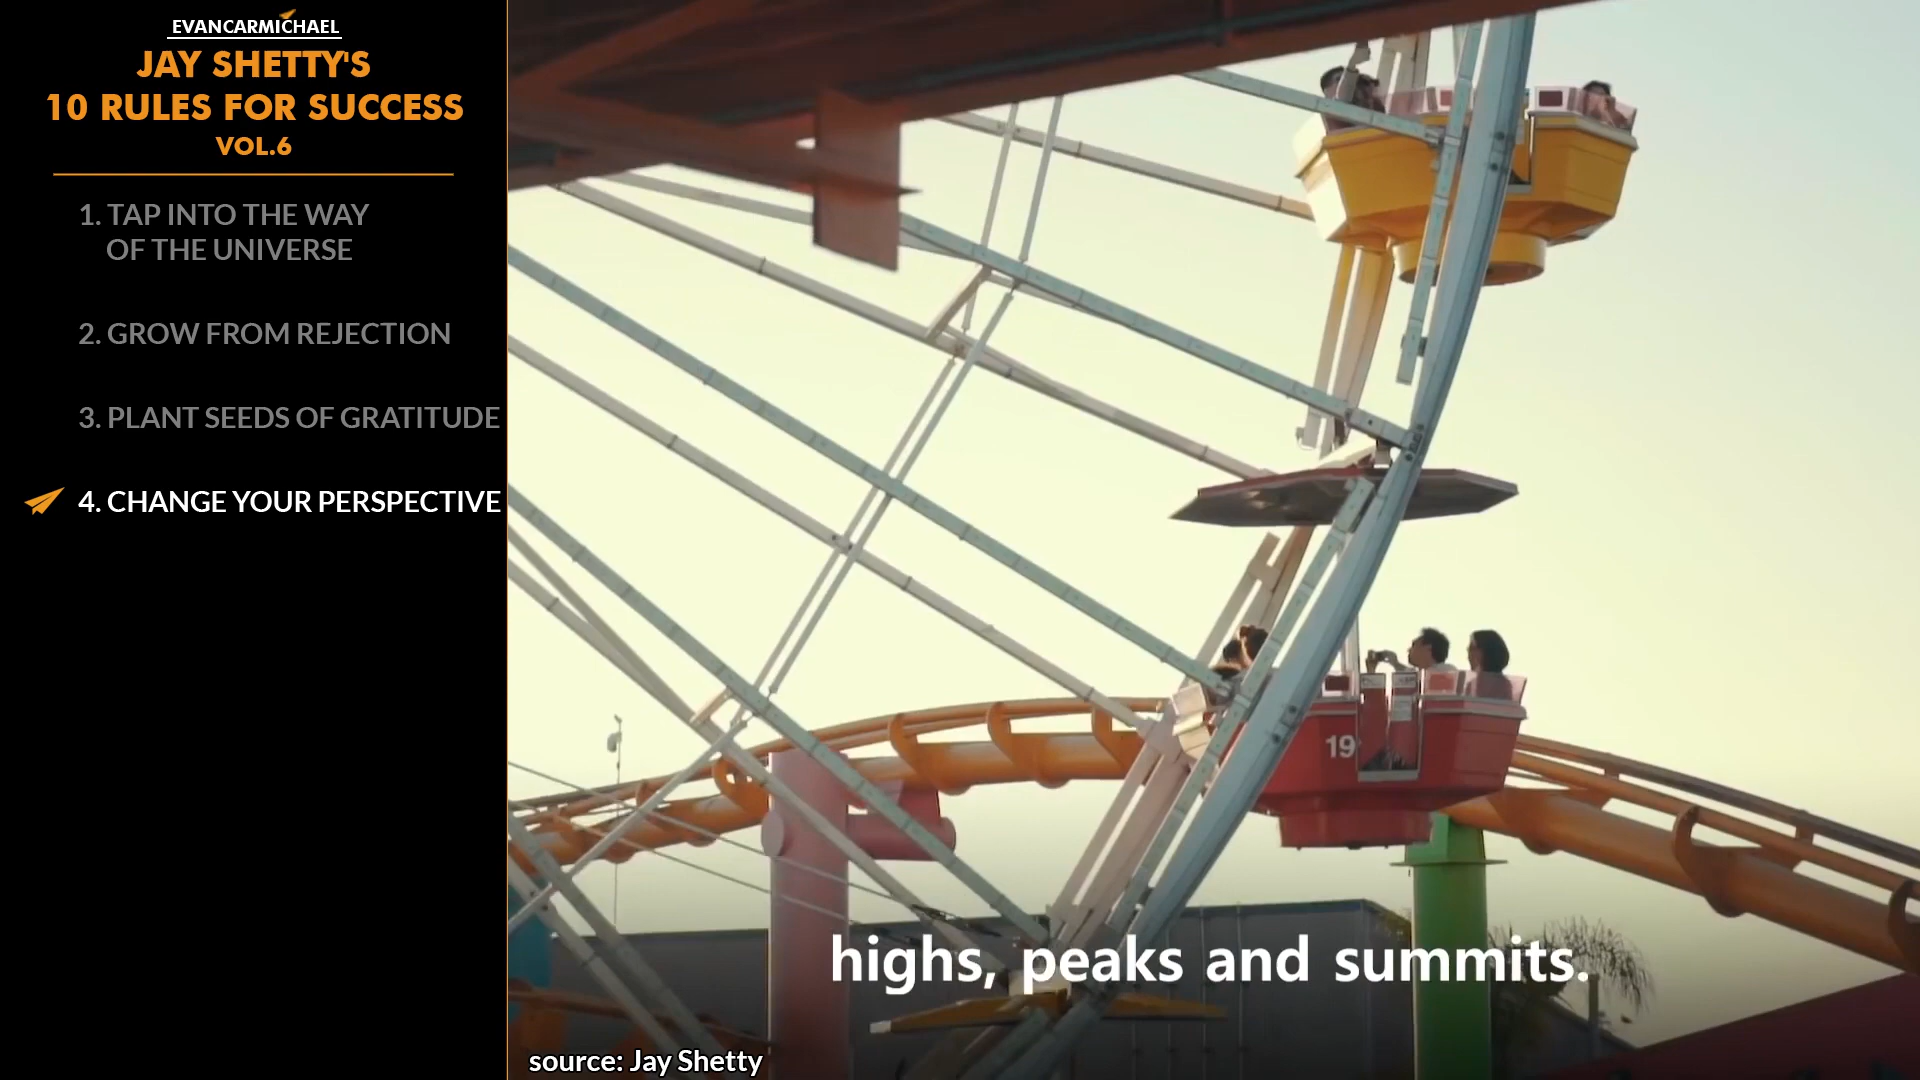 EVANCARMICHAEL
JAY SHETTY'S
10 RULES FOR SUCCESS
VOL.6
1. TAP INTO THE WAY
OF THE UNIVERSE
2. GROW FROM REJECTION
3. PLANT SEEDS OF GRATITUDE
4. CHANGE YOUR PERSPECTIVE
19
highs, peaks and summits.
source: Jay Shetty